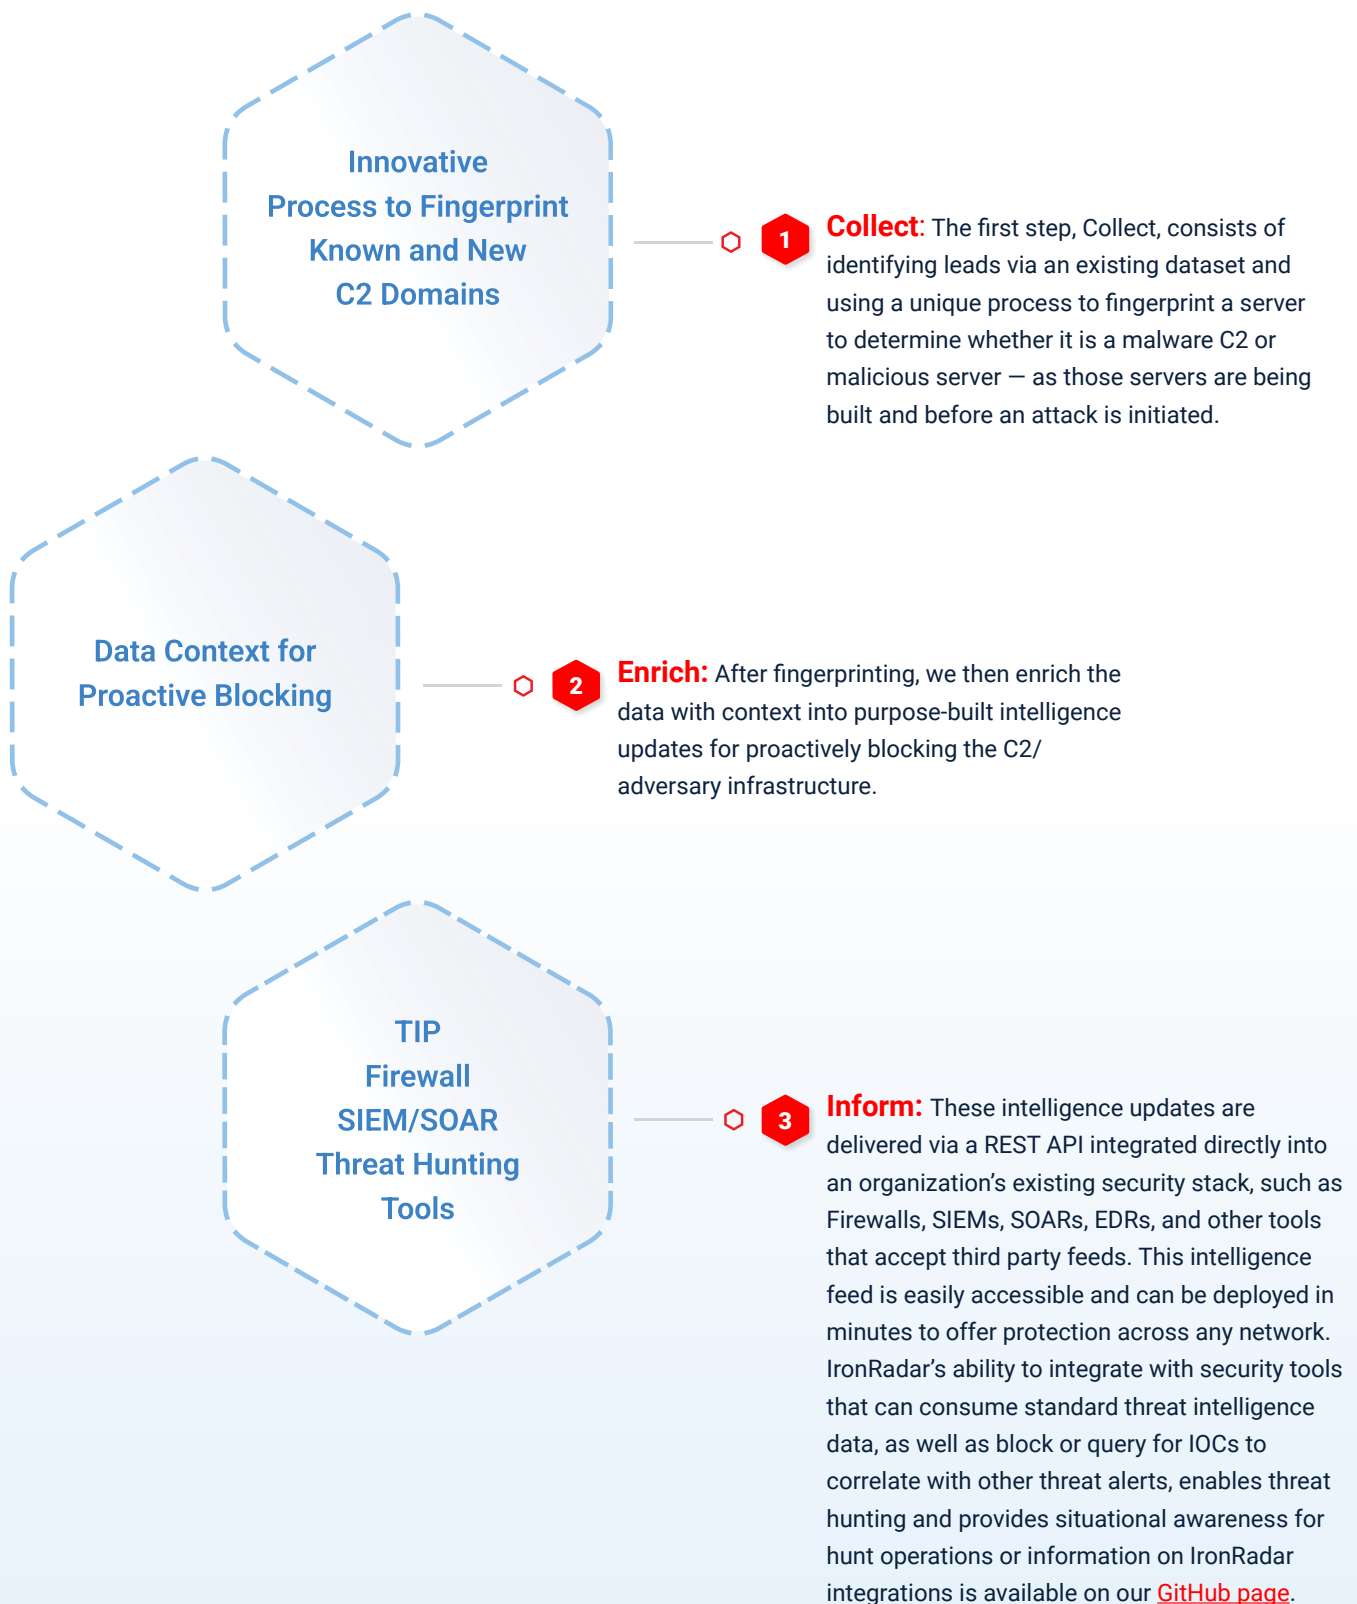 Innovative
Process to Fingerprint
Known and New
C2 Domains
1
Collect: The first step, Collect, consists of
identifying leads via an existing dataset and
using a unique process to fingerprint a server
to determine whether it is a malware C2 or
malicious server — as those servers are being
built and before an attack is initiated.
Data Context for
Proactive Blocking
2
Enrich: After fingerprinting, we then enrich the
data with context into purpose-built intelligence
updates for proactively blocking the C2/
adversary infrastructure.
TIP
Firewall
SIEM/SOAR
Threat Hunting
Tools
3
Inform: These intelligence updates are
delivered via a REST API integrated directly into
an organization’s existing security stack, such as
Firewalls, SIEMs, SOARs, EDRs, and other tools
that accept third party feeds. This intelligence
feed is easily accessible and can be deployed in
minutes to offer protection across any network.
IronRadar’s ability to integrate with security tools
that can consume standard threat intelligence
data, as well as block or query for IOCs to
correlate with other threat alerts, enables threat
hunting and provides situational awareness for
hunt operations or information on IronRadar
integrations is available on our GitHub page.